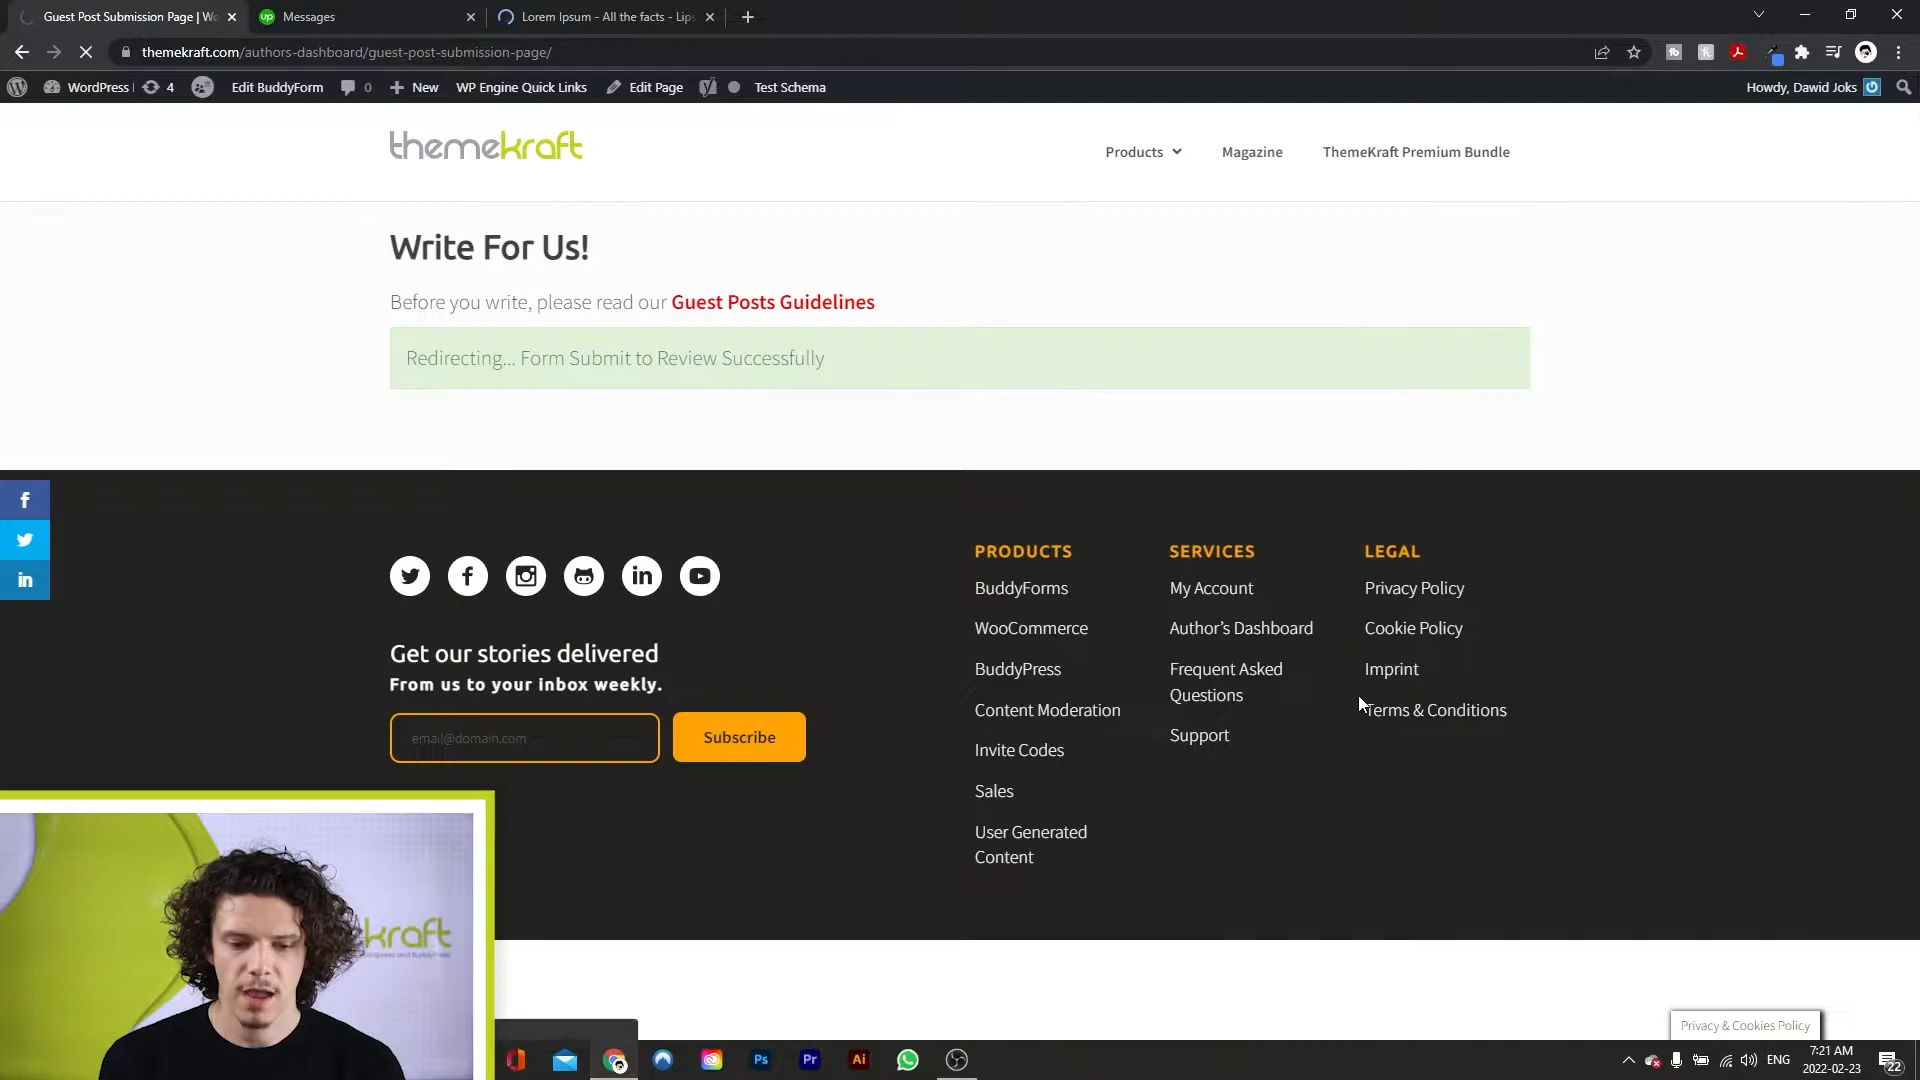 Guest Post Submission Page | Wo
Messages
Lorem Ipsum - All the facts - Lips
themekraft.com/authors-dashboard/guest-post-submission-page/
WordPress
4
Edit BuddyForm
0
New
WP Engine Quick Links
Edit Page
Test Schema
Howdy, Dawid Joks
themekraft
Products
Magazine
ThemeKraft Premium Bundle
Write For Us!
Before you write, please read our Guest Posts Guidelines
Redirecting... Form Submit to Review Successfully
Get our stories delivered
From us to your inbox weekly.
email@domain.com
Subscribe
PRODUCTS
BuddyForms
WooCommerce
BuddyPress
Content Moderation
Invite Codes
Sales
User Generated
Content
SERVICES
My Account
Author's Dashboard
Frequent Asked
Questions
Support
LEGAL
Privacy Policy
Cookie Policy
Imprint
Terms & Conditions
kraft
Privacy & Cookies Policy
Ps
Pr
Ai
ENG
7:21 AM
2022-02-23
22